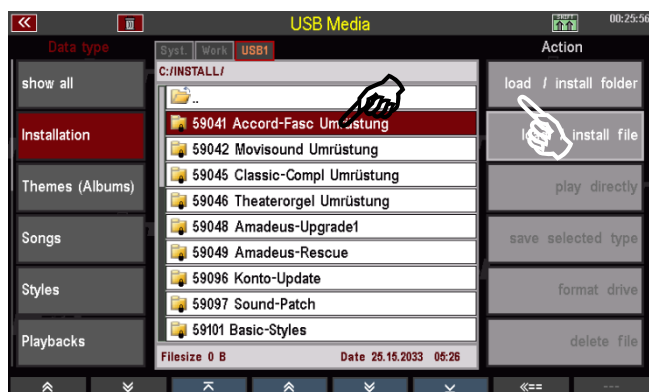 USB Media
SHIFT
00:25:56
Data type
Syst. Work USB1
Action
C:/INSTALL/
show all
..
load / install folder
59041 Accord-Fasc Umrüstung
Installation
59042 Movisound Umrüstung
install file
59045 Classic-Compl Umrüstung
Themes (Albums)
59046 Theaterorgel Umrüstung
play directly
59048 Amadeus-Upgrade1
Songs
59049 Amadeus-Rescue
save selected type
59096 Konto-Update
Styles
59097 Sound-Patch
format drive
59101 Basic-Styles
Playbacks
delete file
Filesize 0 B
Date 25.15.2033 05:26
«==
---